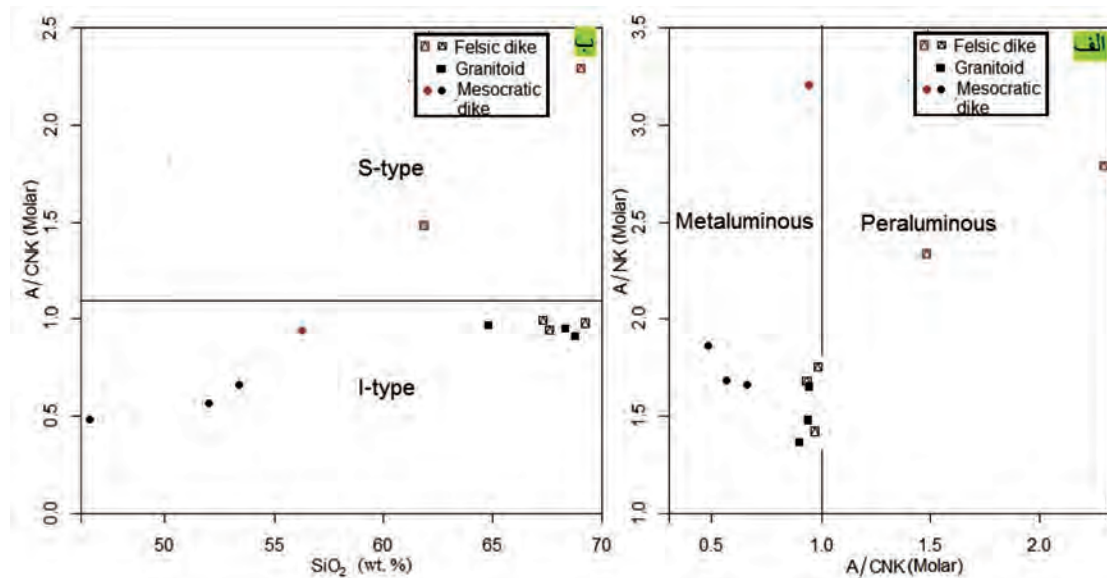 2.5
2.0
1.5
1.0
0.5
0.0
A/CNK (Molar)
Felsic dike
Granitoid
Mesocratic
dike
ب
S-type
I-type
50
55
60
65
70
SiO₂ (wt. %)
3.5
3.0
2.5
2.0
1.5
1.0
A/NK (Molar)
Felsic dike
Granitoid
Mesocratic
dike
الف
Metaluminous
Peraluminous
0.5
1.0
1.5
2.0
A/CNK (Molar)